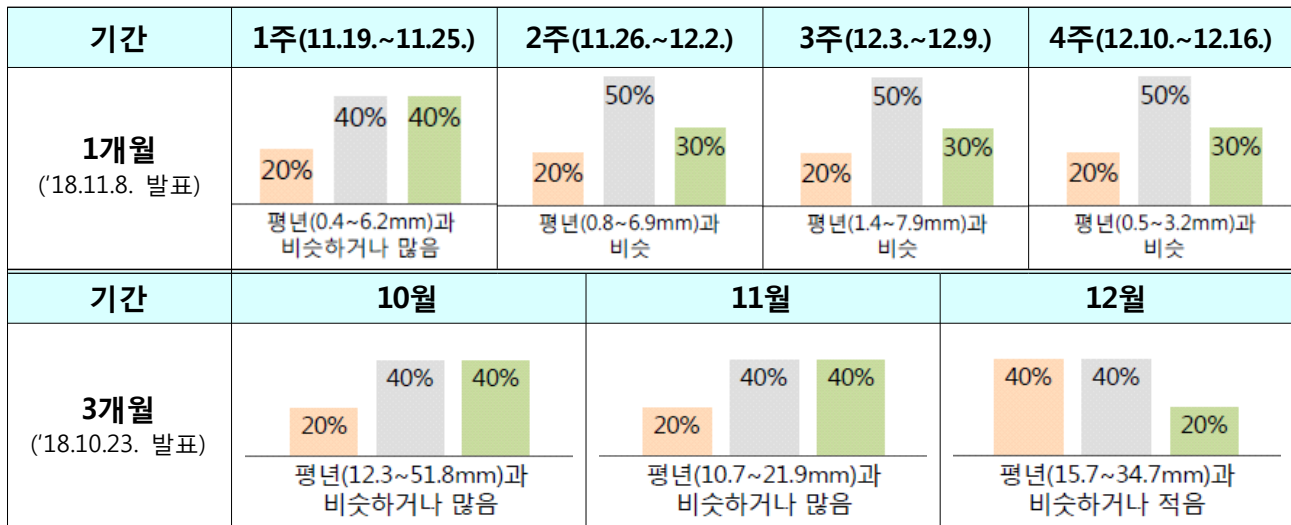 기간 1주(11.19.~11.25.) 2주(11.26.~12.2.) 3주(12.3.~12.9.) 4주(12.10.~12.16.)
1개월
('18.11.8. 발표)
20% 40% 40%
평년(0.4~6.2mm)과
비슷하거나 많음
20% 50% 30%
평년(0.8~6.9mm)과
비슷
20% 50% 30%
평년(1.4~7.9mm)과
비슷
20% 50% 30%
평년(0.5~3.2mm)과
비슷
기간 10월 11월 12월
3개월
('18.10.23. 발표)
20% 40% 40%
평년(12.3~51.8mm)과
비슷하거나 많음
20% 40% 40%
평년(10.7~21.9mm)과
비슷하거나 많음
40% 40% 20%
평년(15.7~34.7mm)과
비슷하거나 적음